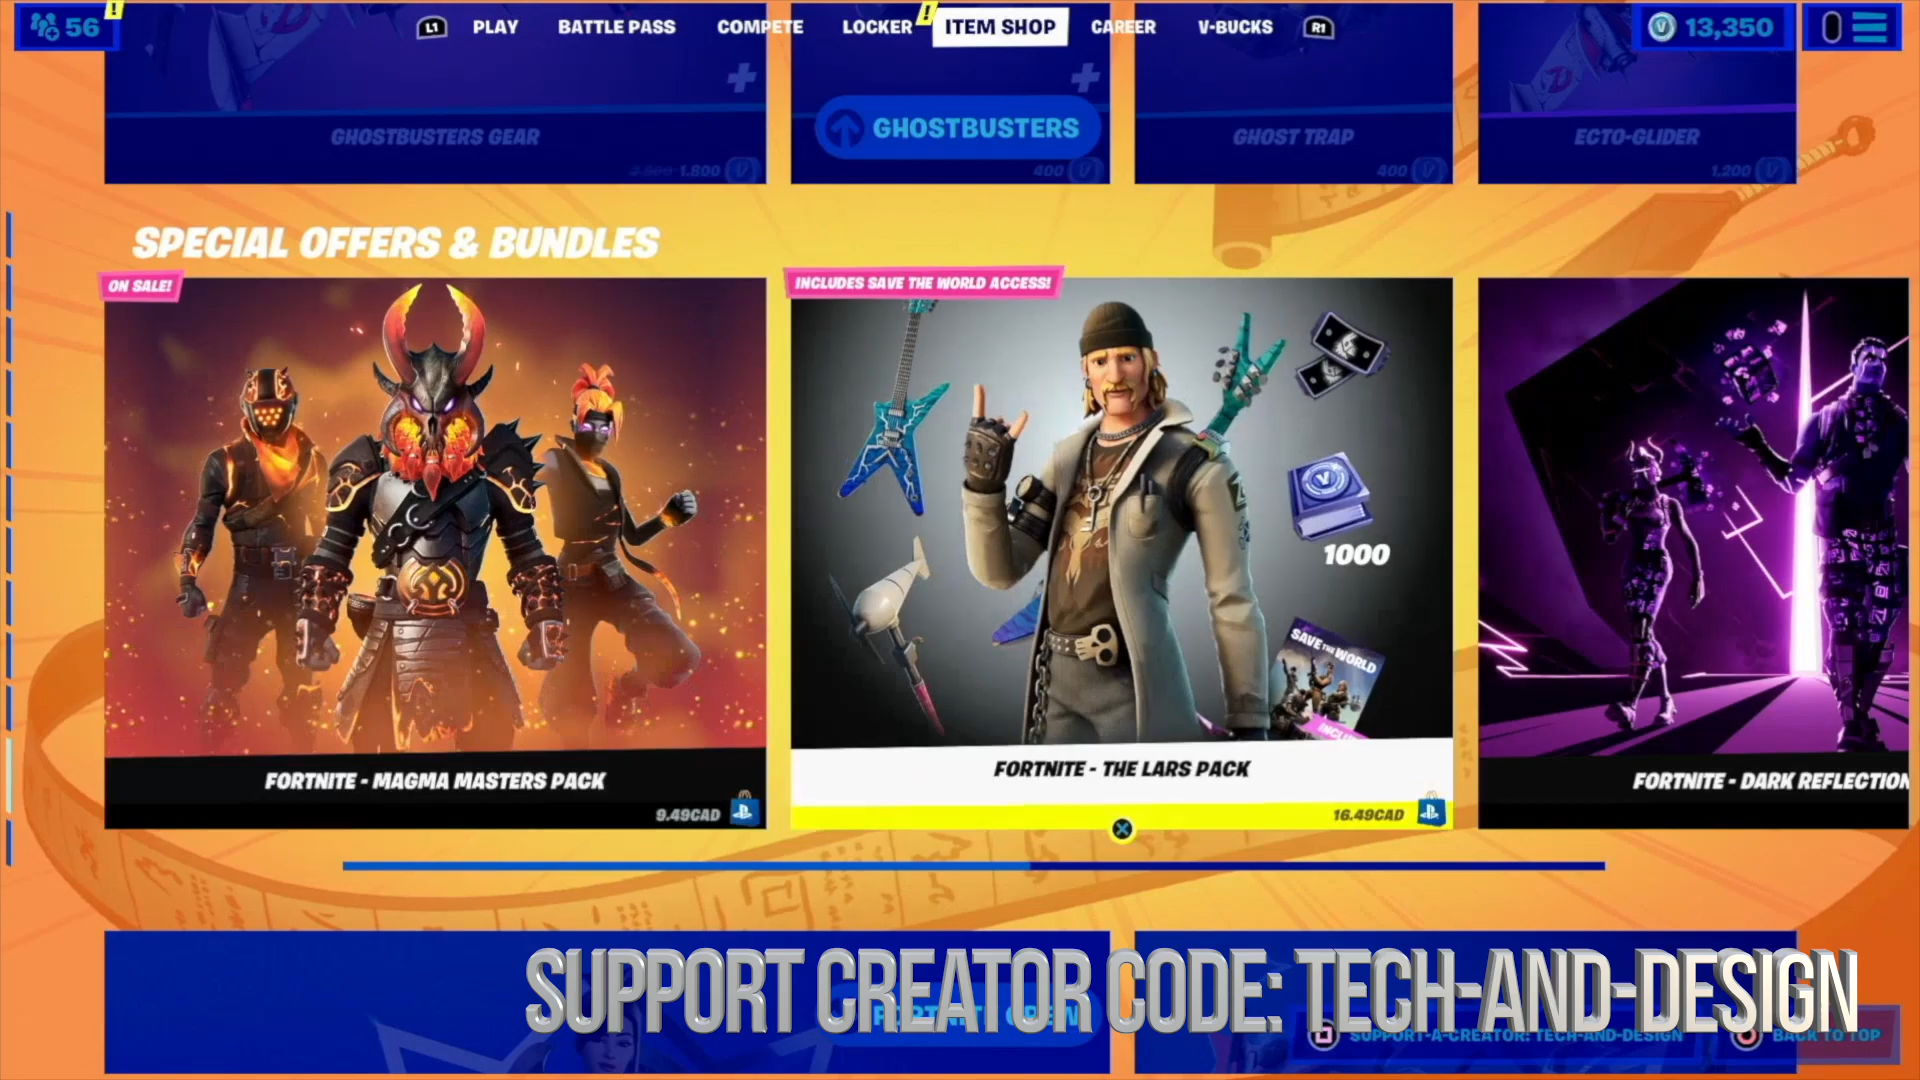 56
L1 PLAY BATTLE PASS COMPETE LOCKER ITEM SHOP CAREER V-BUCKS R1
13,350
GHOSTBUSTERS GEAR
2,800 1,800
GHOSTBUSTERS
400
GHOST TRAP
400
ECTO-GLIDER
1,200
SPECIAL OFFERS & BUNDLES
ON SALE!
FORTNITE - MAGMA MASTERS PACK
9.49CAD
INCLUDES SAVE THE WORLD ACCESS!
1000
SAVE THE WORLD
FORTNITE - THE LARS PACK
16.49CAD
FORTNITE - DARK REFLECTION
SUPPORT CREATOR CODE: TECH-AND-DESIGN
SUPPORT-A-CREATOR: TECH-AND-DESIGN
BACK TO TOP